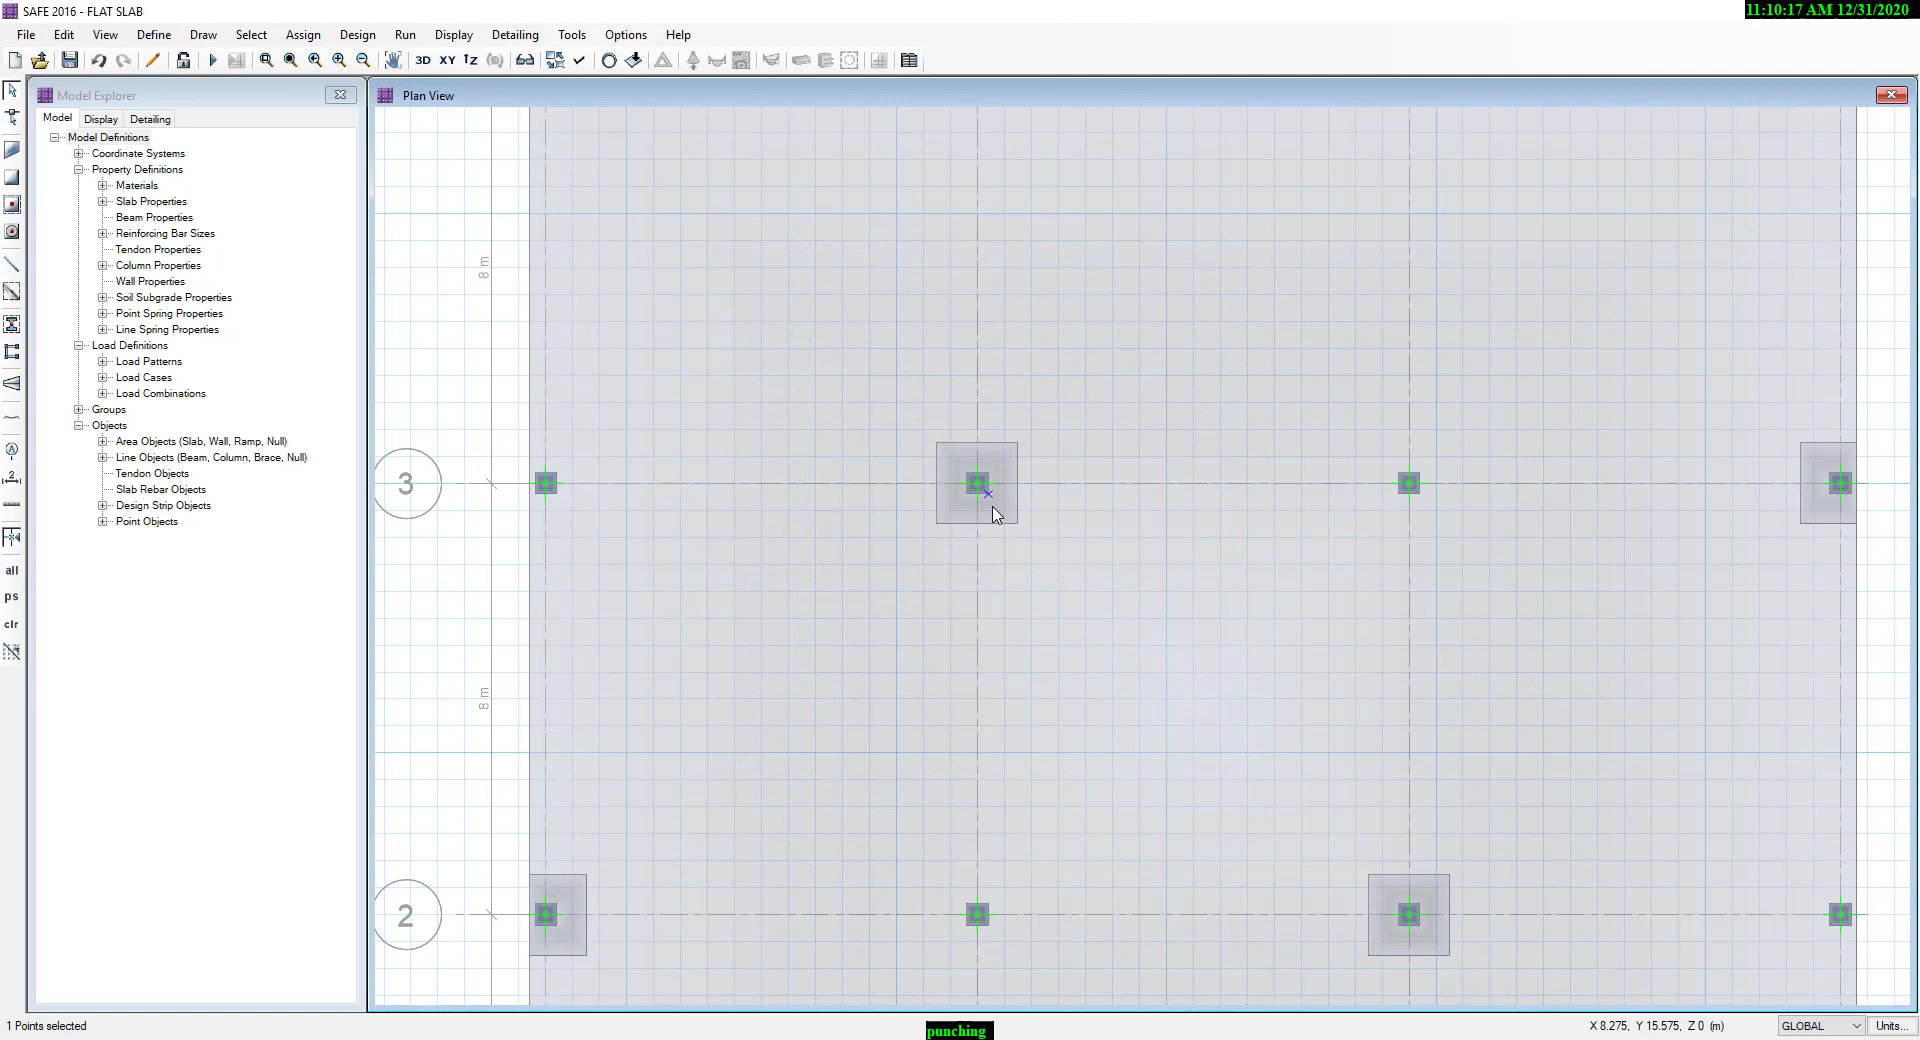 SAFE 2016 - FLAT SLAB
11:10:17 AM 12/31/2020
File Edit View Define Draw Select Assign Design Run Display Detailing Tools Options Help
3D XY
Model Explorer
Plan View
Model Display Detailing
Model Definitions
Coordinate Systems
Property Definitions
Materials
Slab Properties
Beam Properties
Reinforcing Bar Sizes
Tendon Properties
Column Properties
Wall Properties
Soil Subgrade Properties
Point Spring Properties
Line Spring Properties
Load Definitions
Load Patterns
Load Cases
Load Combinations
Groups
Objects
Area Objects (Slab, Wall, Ramp, Null)
Line Objects (Beam, Column, Brace, Null)
Tendon Objects
Slab Rebar Objects
Design Strip Objects
Point Objects
all
ps
clr
8 m
3
8 m
2
1 Points selected
punching
X 8.275, Y 15.575, Z 0 (m)
GLOBAL
Units...